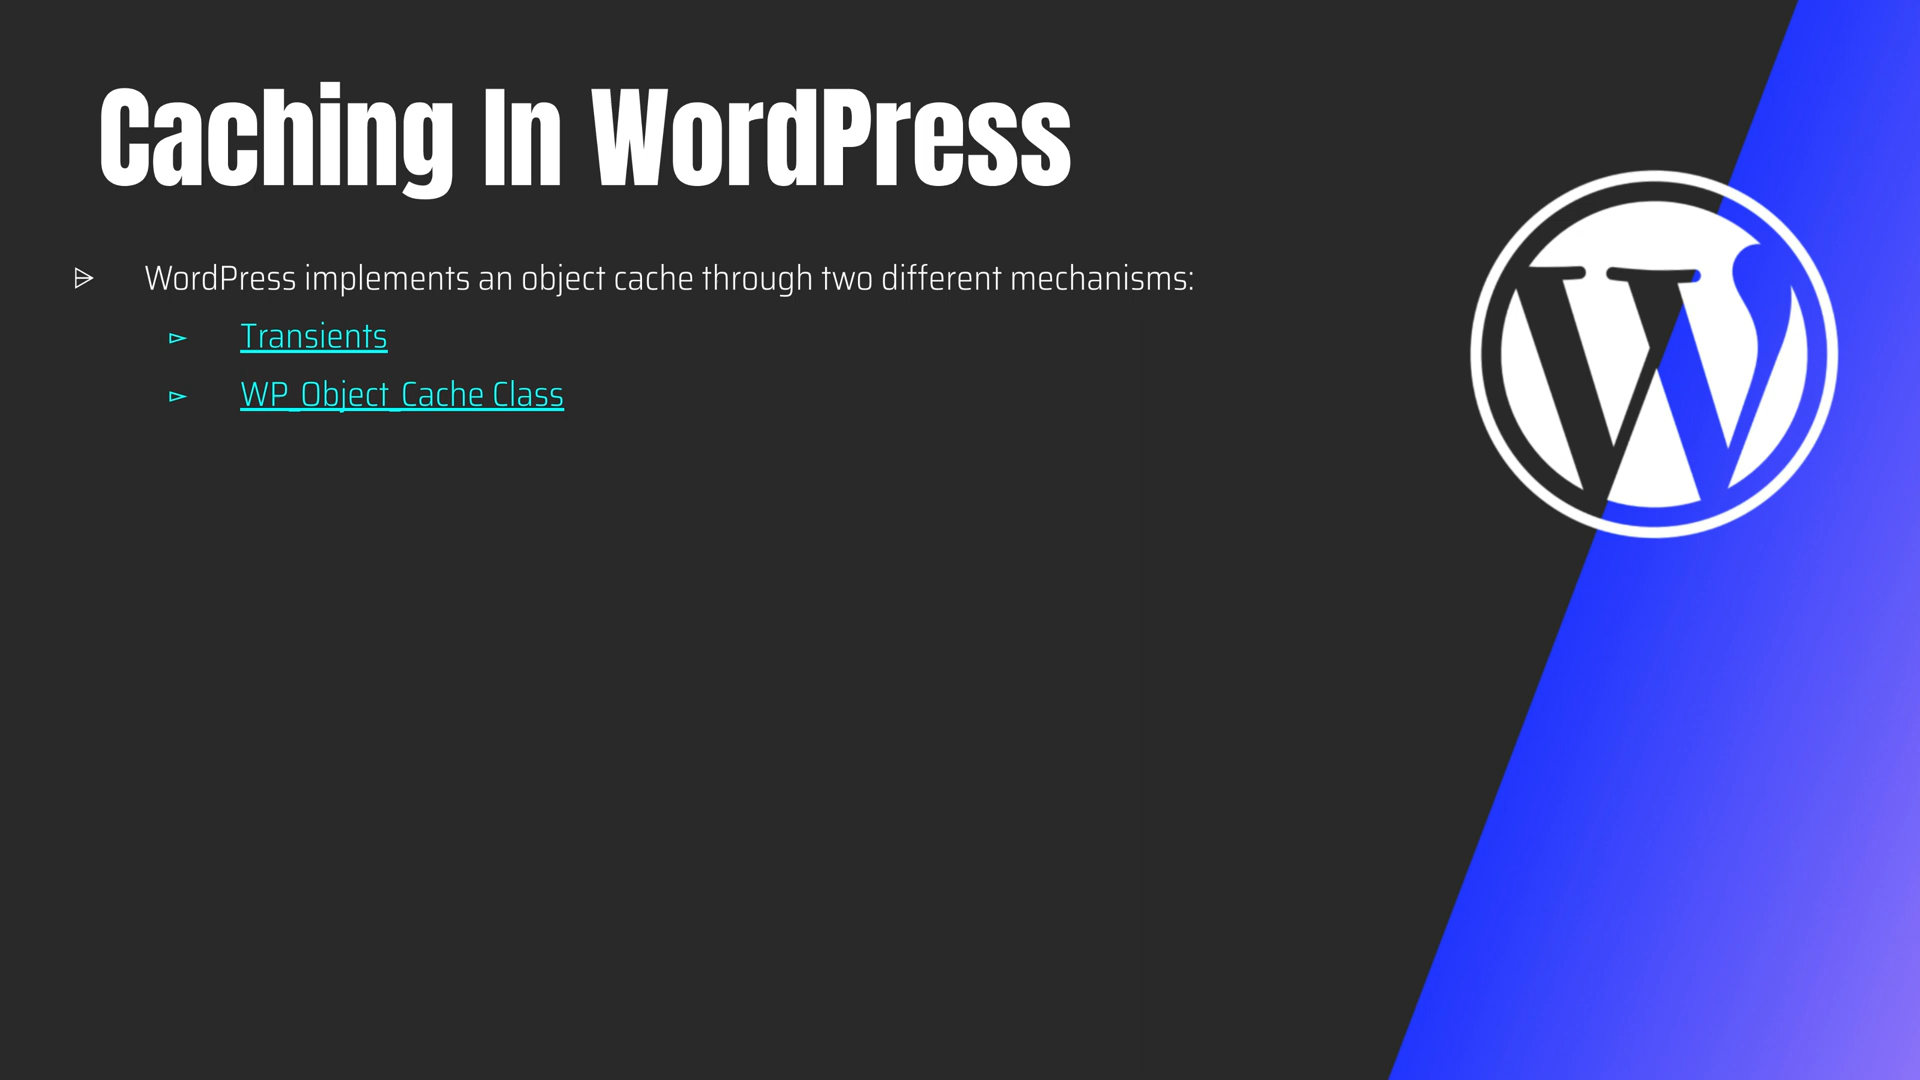 Caching In WordPress
WordPress implements an object cache through two different mechanisms:
Transients
WP_Object_Cache Class